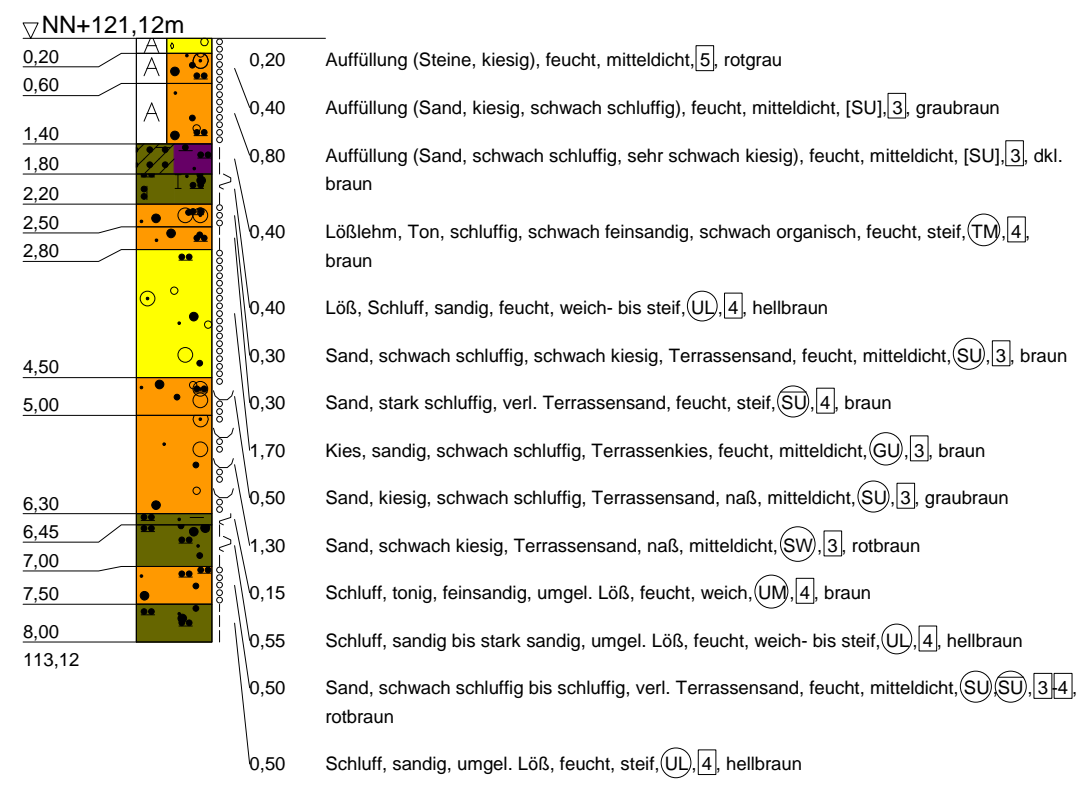 NN+121,12m
A
0,20
0,20 Auffüllung (Steine, kiesig), feucht, mitteldicht, 5, rotgrau
A
0,60
0,40 Auffüllung (Sand, kiesig, schwach schluffig), feucht, mitteldicht, [SU], 3, graubraun
A
1,40
0,80 Auffüllung (Sand, schwach schluffig, sehr schwach kiesig), feucht, mitteldicht, [SU], 3, dkl.
braun
1,80
2,20
2,50
0,40 Lößlehm, Ton, schluffig, schwach feinsandig, schwach organisch, feucht, steif, TM, 4,
braun
2,80
0,40 Löß, Schluff, sandig, feucht, weich- bis steif, UL, 4, hellbraun
0,30 Sand, schwach schluffig, schwach kiesig, Terrassensand, feucht, mitteldicht, SU, 3, braun
4,50
0,30 Sand, stark schluffig, verl. Terrassensand, feucht, steif, S̅U̅, 4, braun
5,00
1,70 Kies, sandig, schwach schluffig, Terrassenkies, feucht, mitteldicht, GU, 3, braun
0,50 Sand, kiesig, schwach schluffig, Terrassensand, naß, mitteldicht, SU, 3, graubraun
6,30
6,45
1,30 Sand, schwach kiesig, Terrassensand, naß, mitteldicht, SW, 3, rotbraun
7,00
7,50
0,15 Schluff, tonig, feinsandig, umgel. Löß, feucht, weich, UM, 4, braun
8,00
0,55 Schluff, sandig bis stark sandig, umgel. Löß, feucht, weich- bis steif, UL, 4, hellbraun
113,12
0,50 Sand, schwach schluffig bis schluffig, verl. Terrassensand, feucht, mitteldicht, SU, S̅U̅, 3-4,
rotbraun
0,50 Schluff, sandig, umgel. Löß, feucht, steif, UL, 4, hellbraun